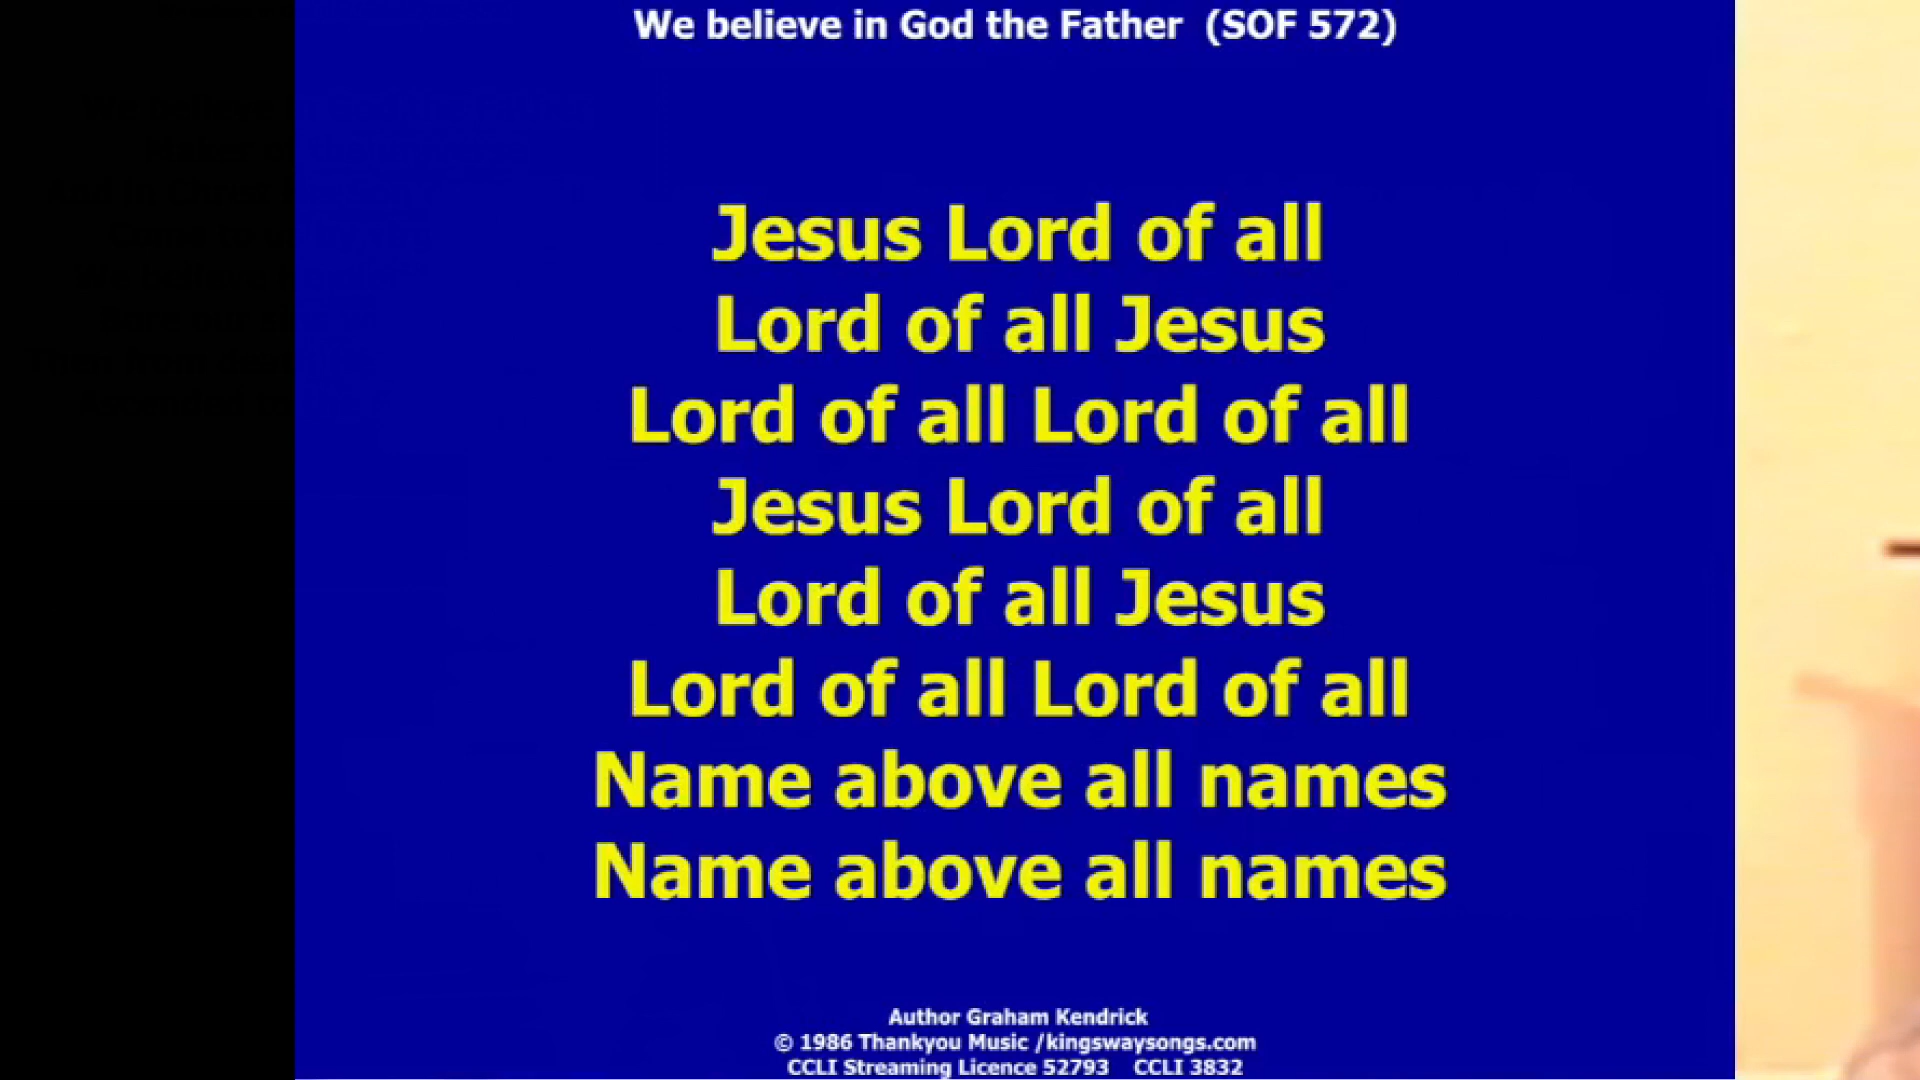 We believe in God the Father (SOF 572)
Jesus Lord of all
Lord of all Jesus
Lord of all Lord of all
Jesus Lord of all
Lord of all Jesus
Lord of all Lord of all
Name above all names
Name above all names
Author Graham Kendrick
© 1986 Thankyou Music /kingswaysongs.com
CCLI Streaming Licence 52793 CCLI 3832